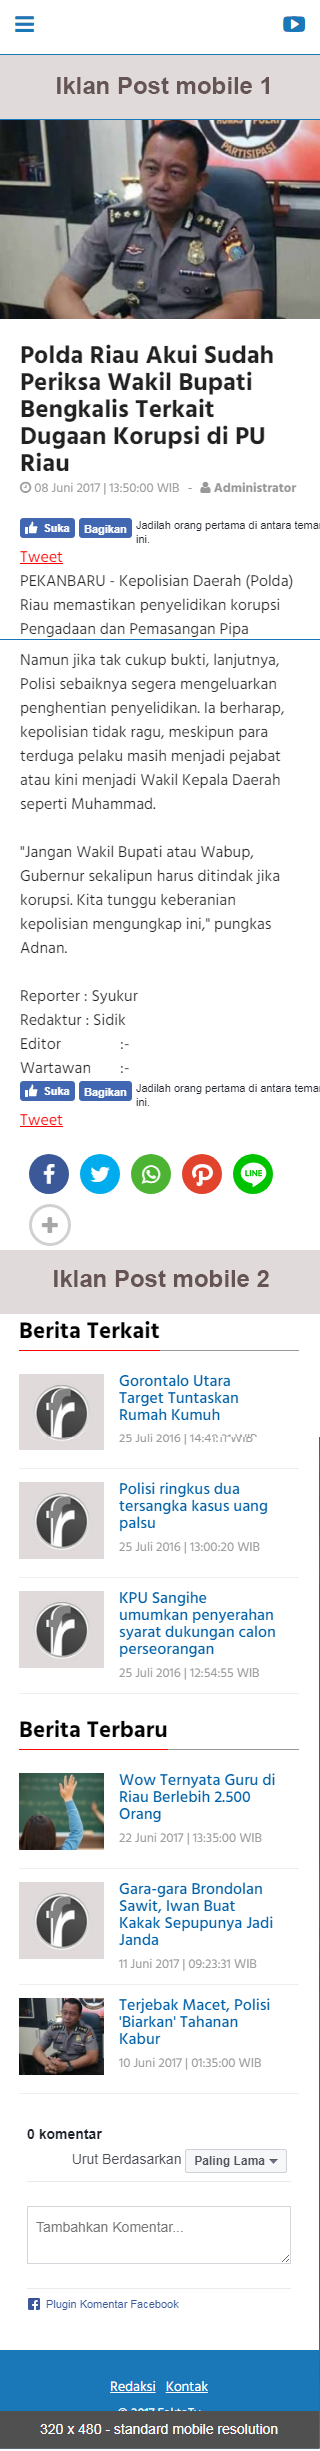 Iklan Post mobile 1
PARTISIPASI
Polda Riau Akui Sudah
Periksa Wakil Bupati
Bengkalis Terkait
Dugaan Korupsi di PU
Riau
08 Juni 2017 | 13:50:00 WIB - Administrator
Suka Bagikan Jadilah orang pertama di antara temar
ini.
Tweet
PEKANBARU - Kepolisian Daerah (Polda)
Riau memastikan penyelidikan korupsi
Pengadaan dan Pemasangan Pipa
Namun jika tak cukup bukti, lanjutnya,
Polisi sebaiknya segera mengeluarkan
penghentian penyelidikan. Ia berharap,
kepolisian tidak ragu, meskipun para
terduga pelaku masih menjadi pejabat
atau kini menjadi Wakil Kepala Daerah
seperti Muhammad.
"Jangan Wakil Bupati atau Wabup,
Gubernur sekalipun harus ditindak jika
korupsi. Kita tunggu keberanian
kepolisian mengungkap ini," pungkas
Adnan.
Reporter : Syukur
Redaktur : Sidik
Editor :-
Wartawan :-
Suka Bagikan Jadilah orang pertama di antara temar
ini.
Tweet
LINE
Iklan Post mobile 2
Berita Terkait
Gorontalo Utara
Target Tuntaskan
Rumah Kumuh
25 Juli 2016 |
Polisi ringkus dua
tersangka kasus uang
palsu
25 Juli 2016 | 13:00:20 WIB
KPU Sangihe
umumkan penyerahan
syarat dukungan calon
perseorangan
25 Juli 2016 | 12:54:55 WIB
Berita Terbaru
Wow Ternyata Guru di
Riau Berlebih 2.500
Orang
22 Juni 2017 | 13:35:00 WIB
Gara-gara Brondolan
Sawit, Iwan Buat
Kakak Sepupunya Jadi
Janda
11 Juni 2017 | 09:23:31 WIB
Terjebak Macet, Polisi
'Biarkan' Tahanan
Kabur
10 Juni 2017 | 01:35:00 WIB
0 komentar
Urut Berdasarkan Paling Lama
Tambahkan Komentar...
Plugin Komentar Facebook
Redaksi Kontak
© 2017
320 x 480 - standard mobile resolution